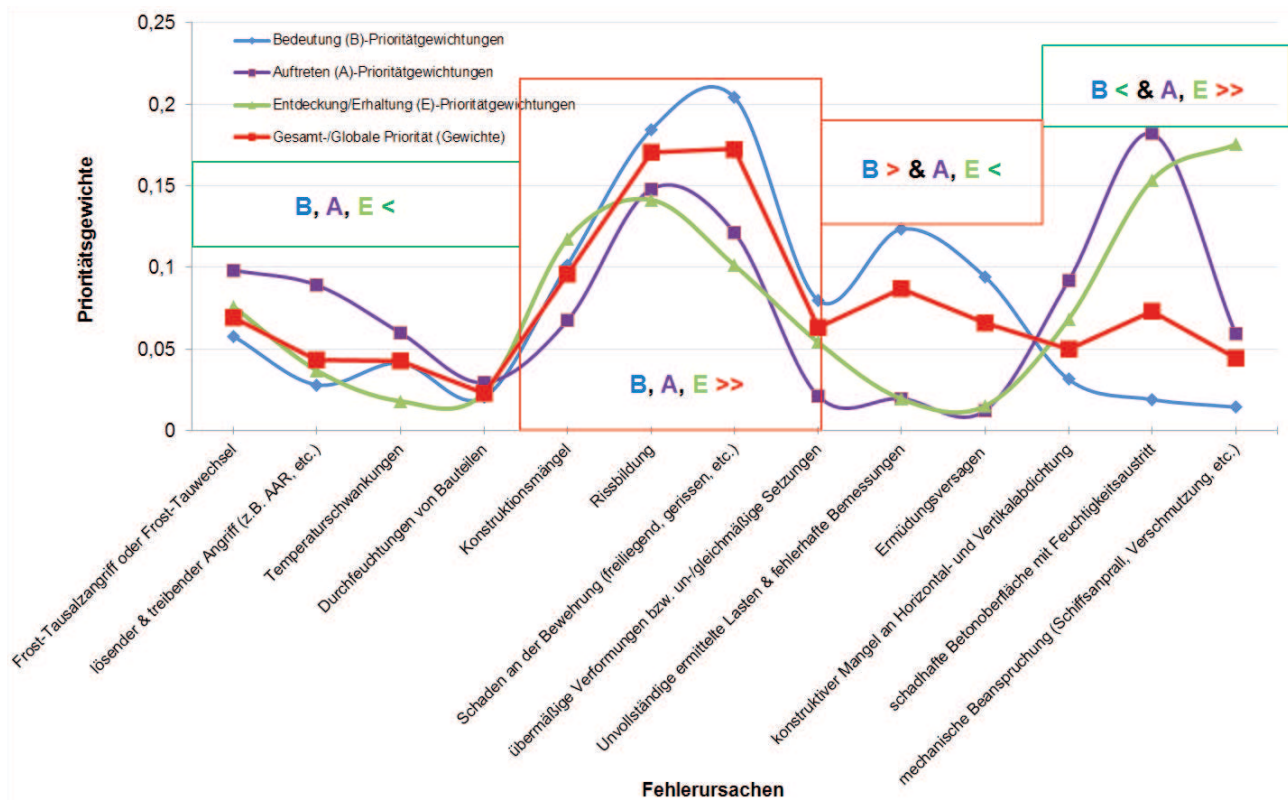 0,25
0,2
0,15
0,1
0,05
0
Prioritätsgewichte
Bedeutung (B)-Prioritätgewichtungen
Auftreten (A)-Prioritätgewichtungen
Entdeckung/Erhaltung (E)-Prioritätgewichtungen
Gesamt-/Globale Priorität (Gewichte)
B, A, E <
B, A, E >>
B > & A, E <
B < & A, E >>
Frost-Tausalzangriff oder Frost-Tauwechsel
lösender & treibender Angriff (z.B. AAR, etc.)
Temperaturschwankungen
Durchfeuchtungen von Bauteilen
Konstruktionsmängel
Rissbildung
Schaden an der Bewehrung (freiliegend, gerissen, etc.)
übermäßige Verformungen bzw. un-/gleichmäßige Setzungen
Unvollständige ermittelte Lasten & fehlerhafte Bemessungen
Ermüdungsversagen
konstruktiver Mangel an Horizontal- und Vertikalabdichtung
schadhafte Betonoberfläche mit Feuchtigkeitsaustritt
mechanische Beanspruchung (Schiffsanprall, Verschmutzung, etc.)
Fehlerursachen